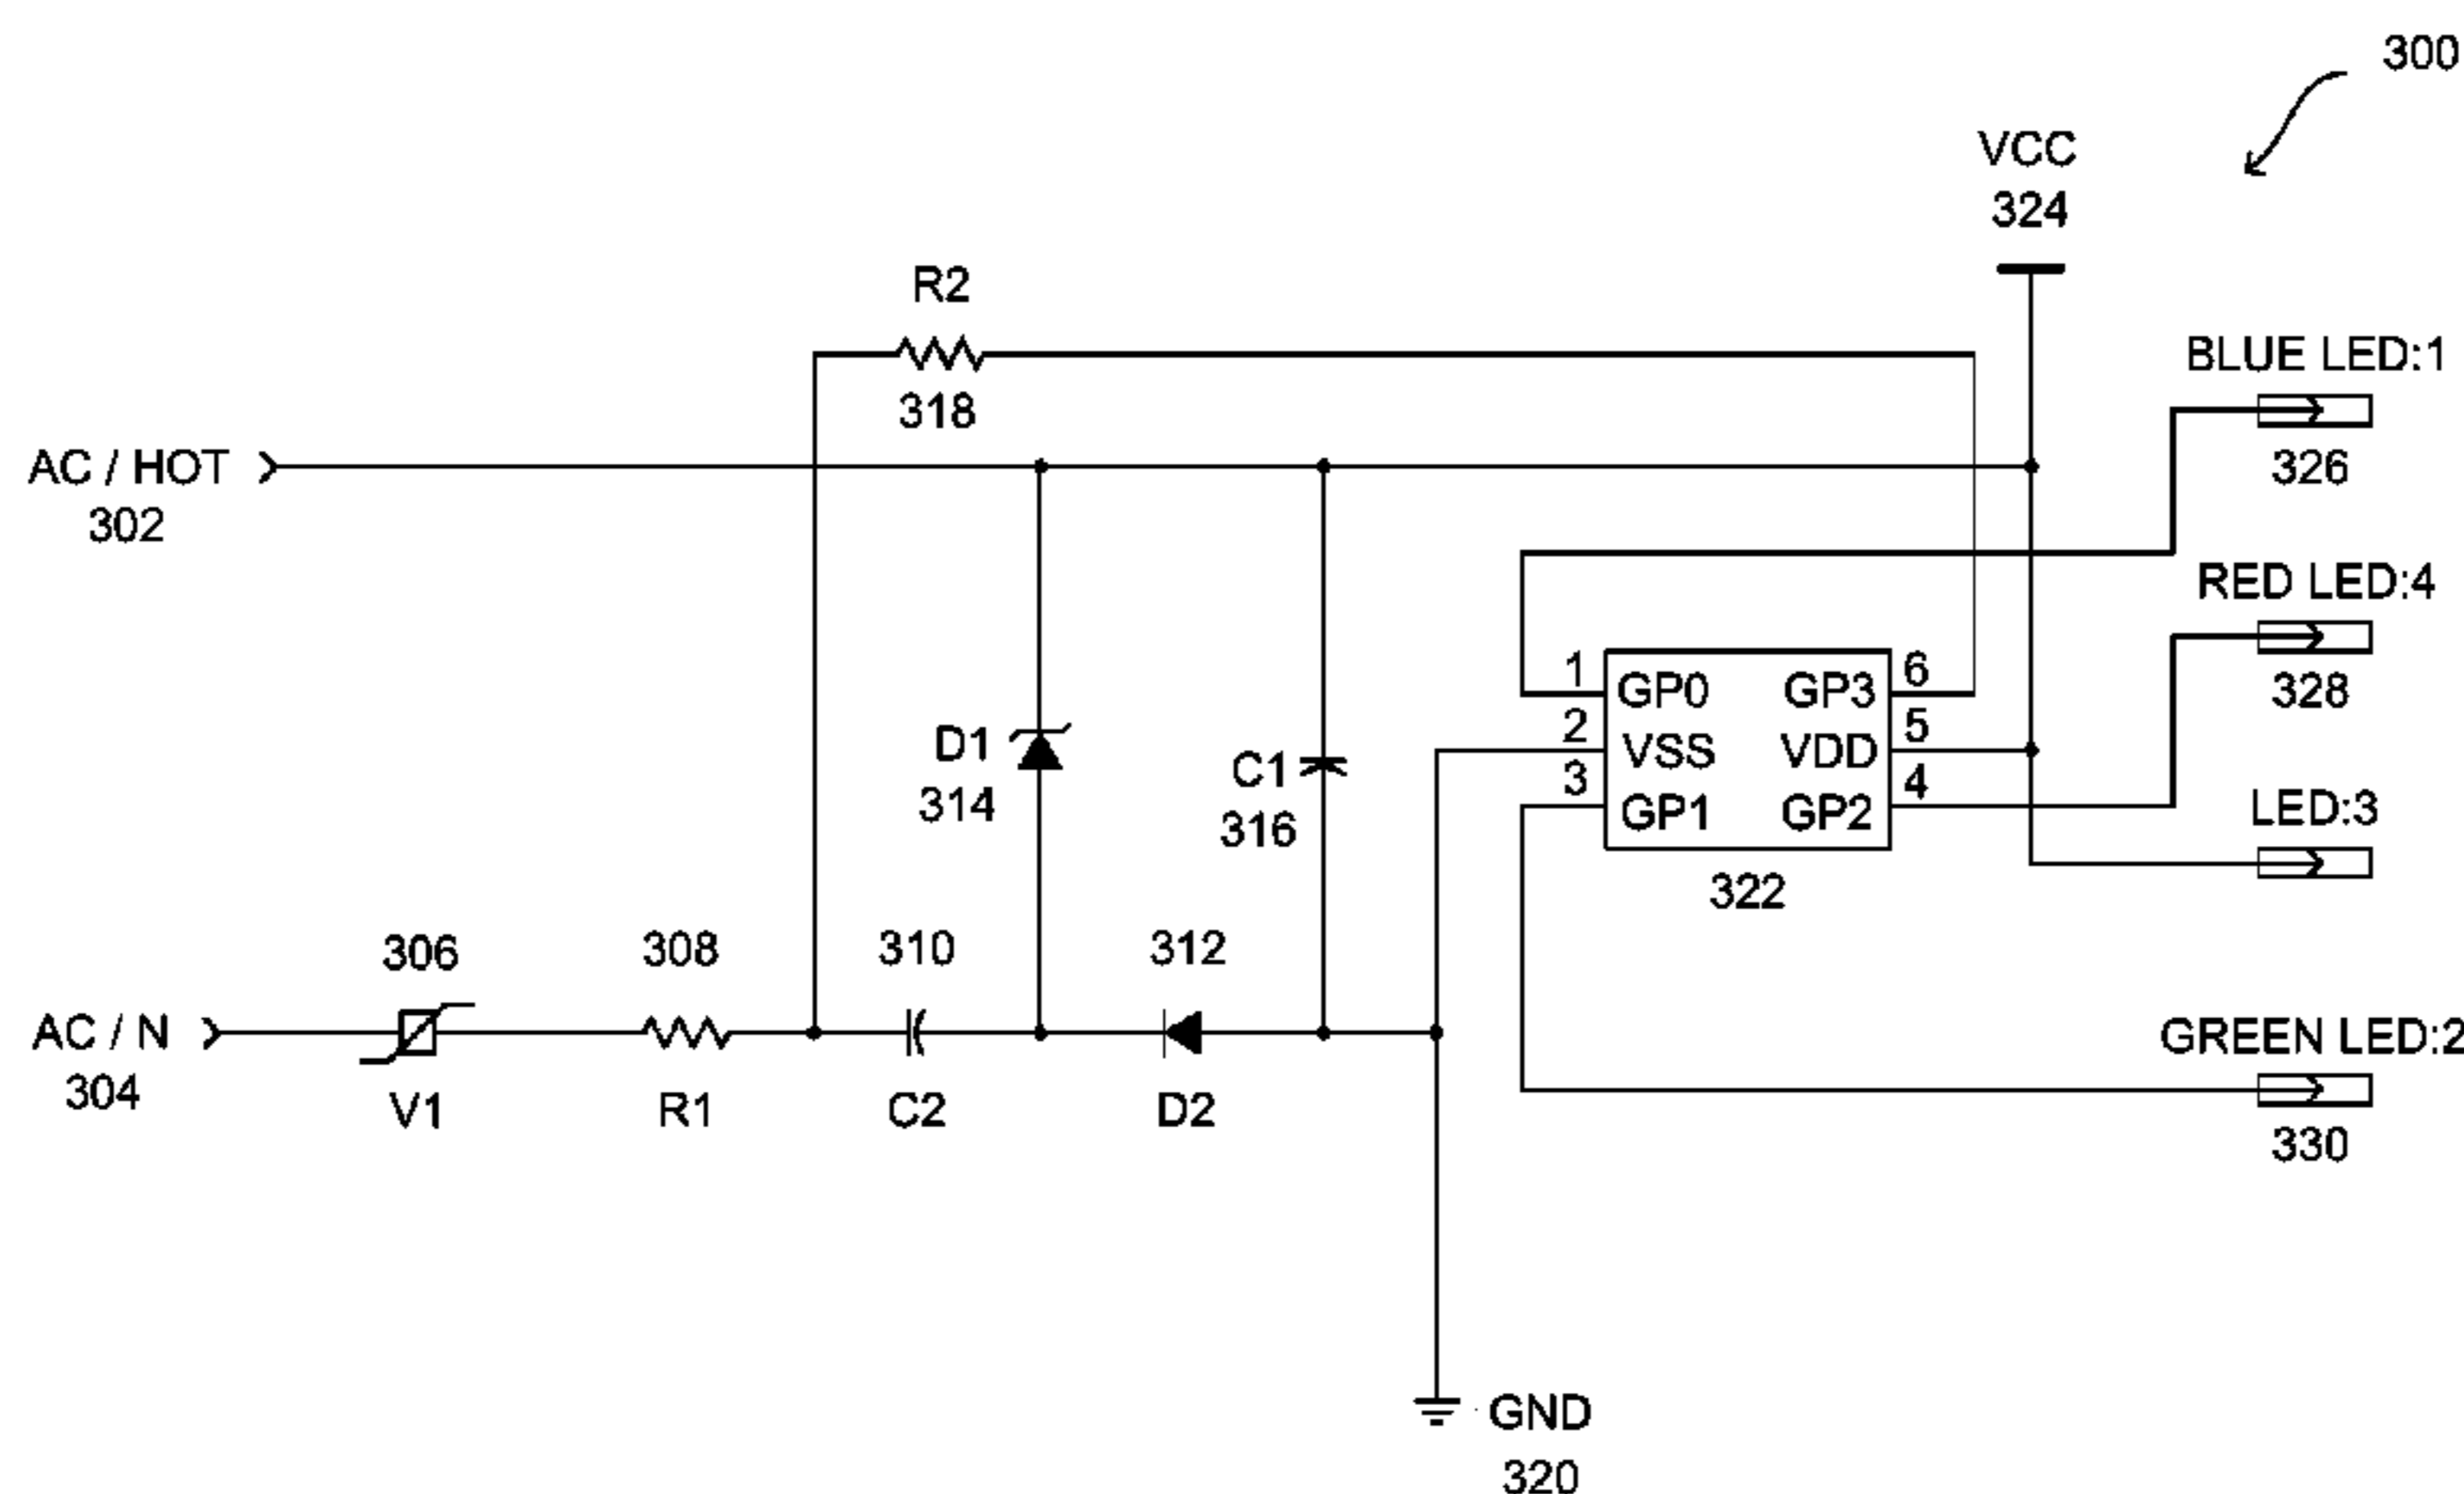 300
VCC
324
R2
318
BLUE LED:1
326
AC / HOT
302
RED LED:4
328
1 GP0 GP3 6
2 VSS VDD 5
3 GP1 GP2 4
322
D1
314
C1
316
LED:3
306
308
310
312
AC / N
304
V1
R1
C2
D2
GREEN LED:2
330
GND
320